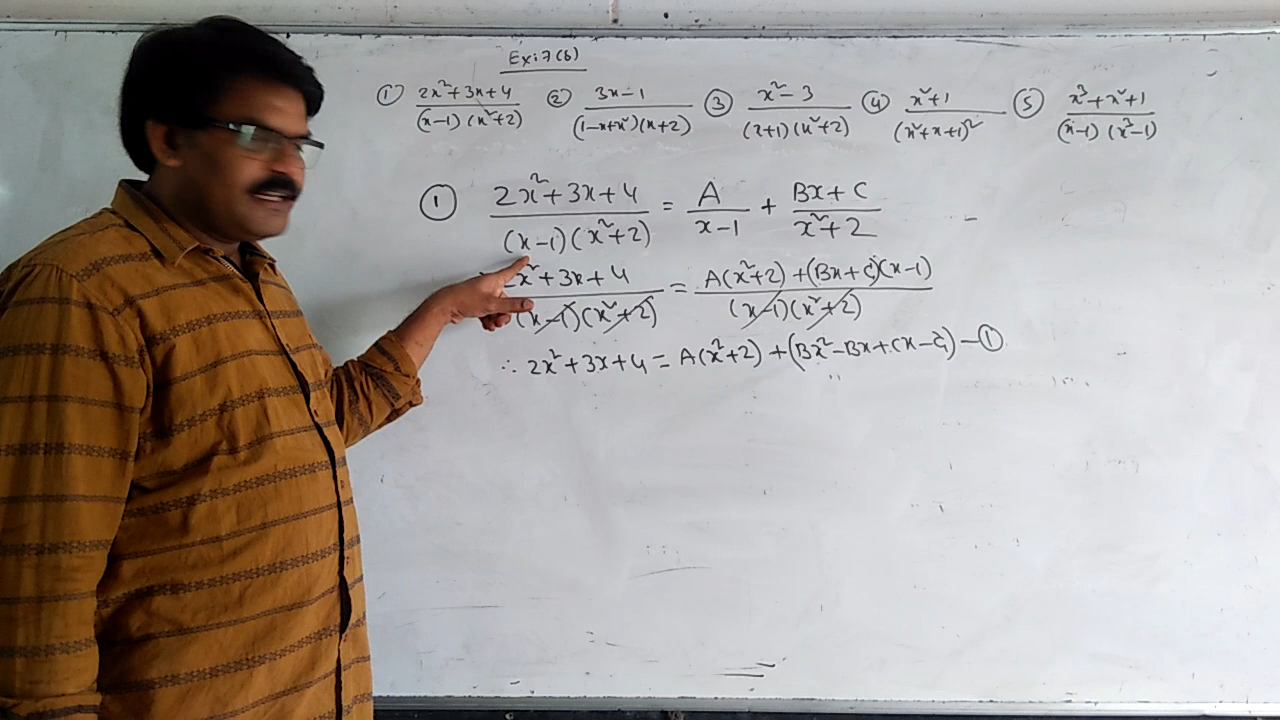 Ex:7(b)
① 2x²+3x+4/(x-1)(x²+2) ② 3x-1/(1-x+x²)(x+2) ③ x²-3/(x+1)(x²+2) ④ x²+1/(x²+x+1)² ⑤ x³+x²+1/(x-1)(x³-1)
① 2x²+3x+4/(x-1)(x²+2) = A/x-1 + Bx+C/x²+2
x²+3x+4/(x-1)(x²+2) = A(x²+2)+(Bx+C)(x-1)/(x-1)(x²+2)
∴ 2x²+3x+4 = A(x²+2)+(Bx²-Bx+Cx-C) -①